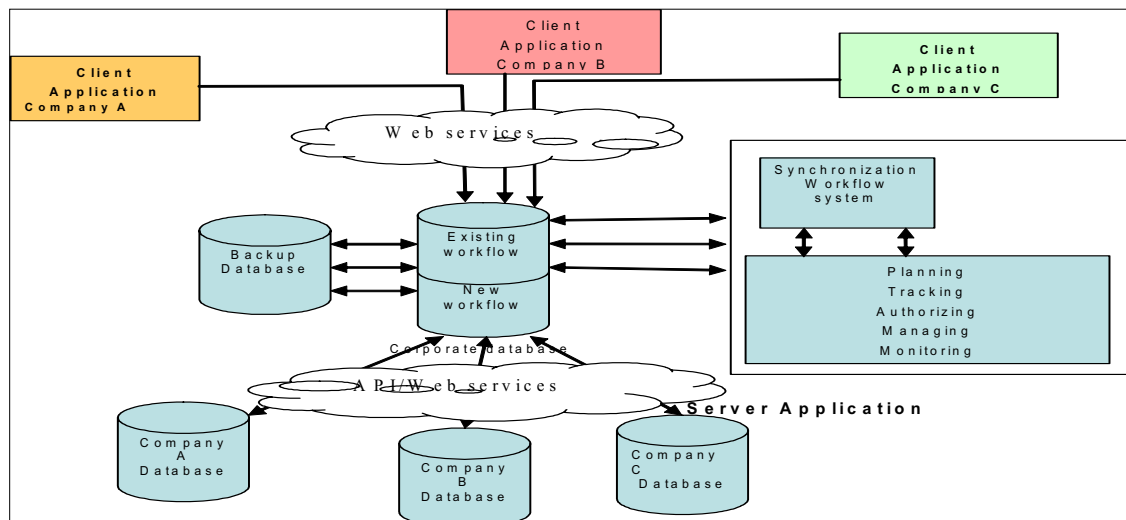 Client
Application
Company B
Client
Application
Company A
Client
Application
Company C
Web services
Synchronization
Workflow
system
Existing
workflow
Backup
Database
New
workflow
Planning
Tracking
Authorizing
Managing
Monitoring
Corporate database
API/Web services
Server Application
Company
A
Database
Company
B
Database
Company
C
Database